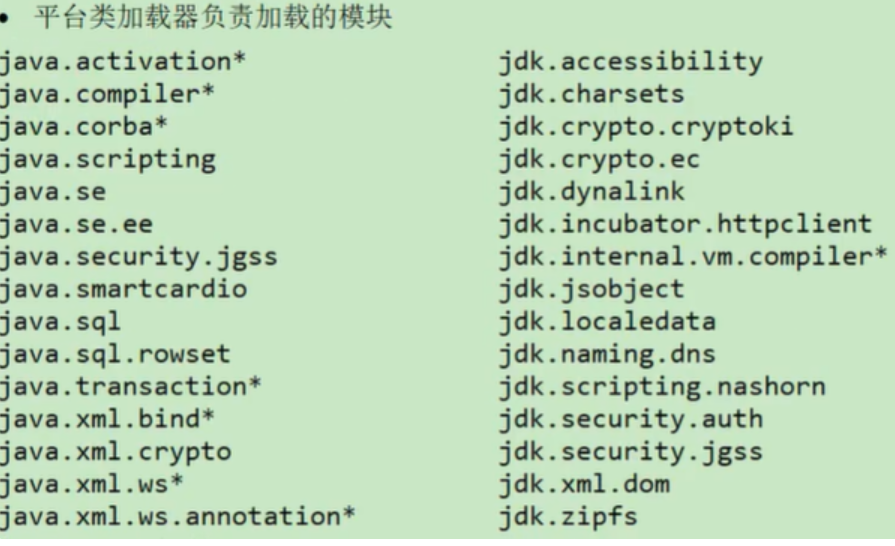 • 平台类加载器负责加载的模块
java.activation*
java.compiler*
java.corba*
java.scripting
java.se
java.se.ee
java.security.jgss
java.smartcardio
java.sql
java.sql.rowset
java.transaction*
java.xml.bind*
java.xml.crypto
java.xml.ws*
java.xml.ws.annotation*
jdk.accessibility
jdk.charsets
jdk.crypto.cryptoki
jdk.crypto.ec
jdk.dynalink
jdk.incubator.httpclient
jdk.internal.vm.compiler*
jdk.jsobject
jdk.localedata
jdk.naming.dns
jdk.scripting.nashorn
jdk.security.auth
jdk.security.jgss
jdk.xml.dom
jdk.zipfs